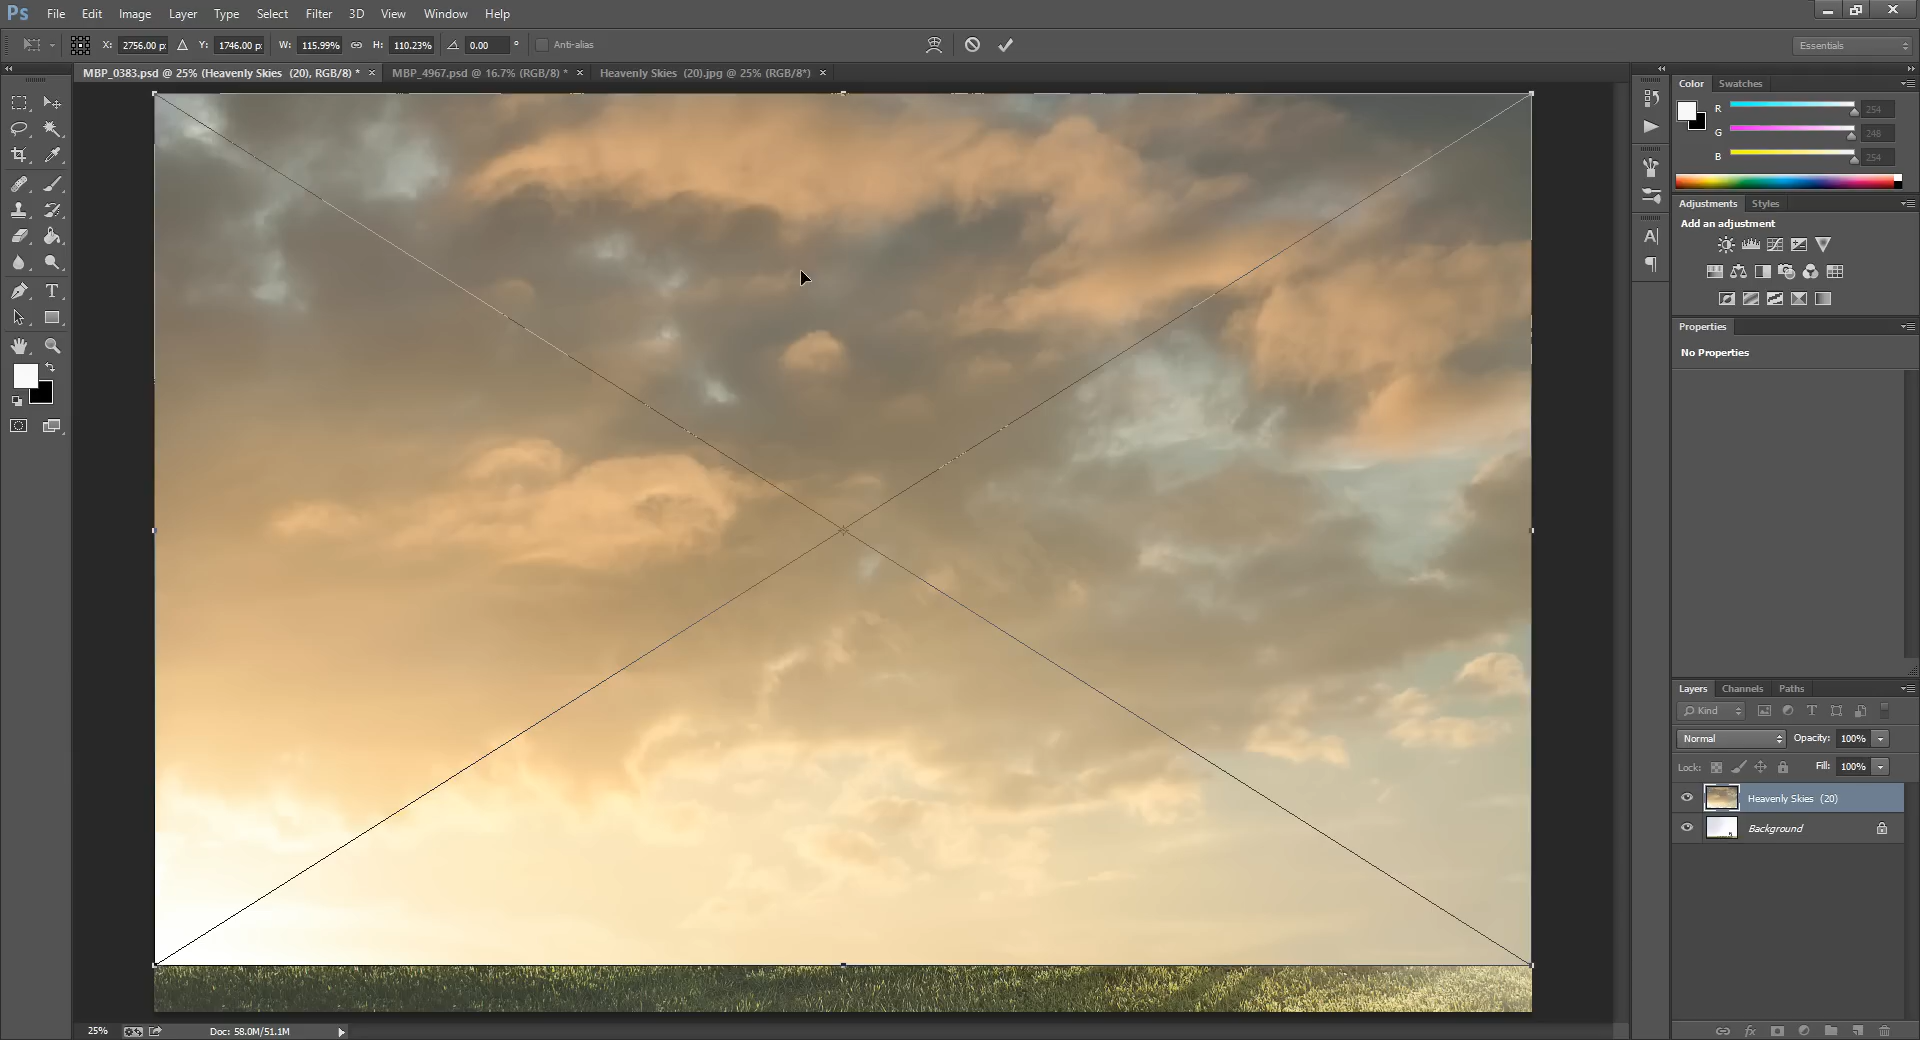 Ps File Edit Image Layer Type Select Filter 3D View Window Help
X: 2756.00 p: Y: 1746.00 p: W: 115.99% H: 110.23% 0.00 ° Anti-alias Essentials
MBP_0383.psd @ 25% (Heavenly Skies (20), RGB/8) * × MBP_4967.psd @ 16.7% (RGB/8) * × Heavenly Skies (20).jpg @ 25% (RGB/8*) ×
Color Swatches
R 254
G 248
B 254
Adjustments Styles
Add an adjustment
Properties
No Properties
Layers Channels Paths
Kind
Normal Opacity: 100%
Lock: Fill: 100%
Heavenly Skies (20)
Background
25% Doc: 58.0M/51.1M